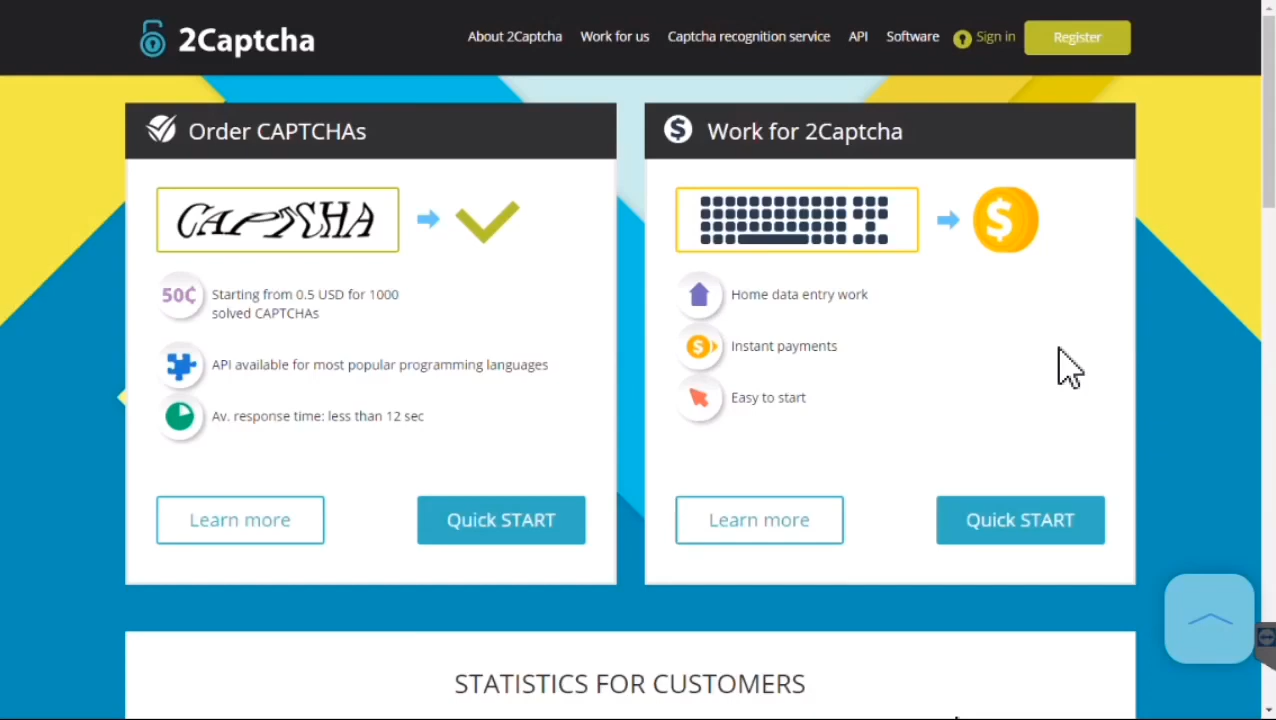 2Captcha
About 2Captcha
Work for us
Captcha recognition service
API
Software
Sign in
Register
Order CAPTCHAs
CAPTCHA
50¢
Starting from 0.5 USD for 1000
solved CAPTCHAs
API available for most popular programming languages
Av. response time: less than 12 sec
Learn more
Quick START
Work for 2Captcha
$
Home data entry work
Instant payments
Easy to start
Learn more
Quick START
STATISTICS FOR CUSTOMERS